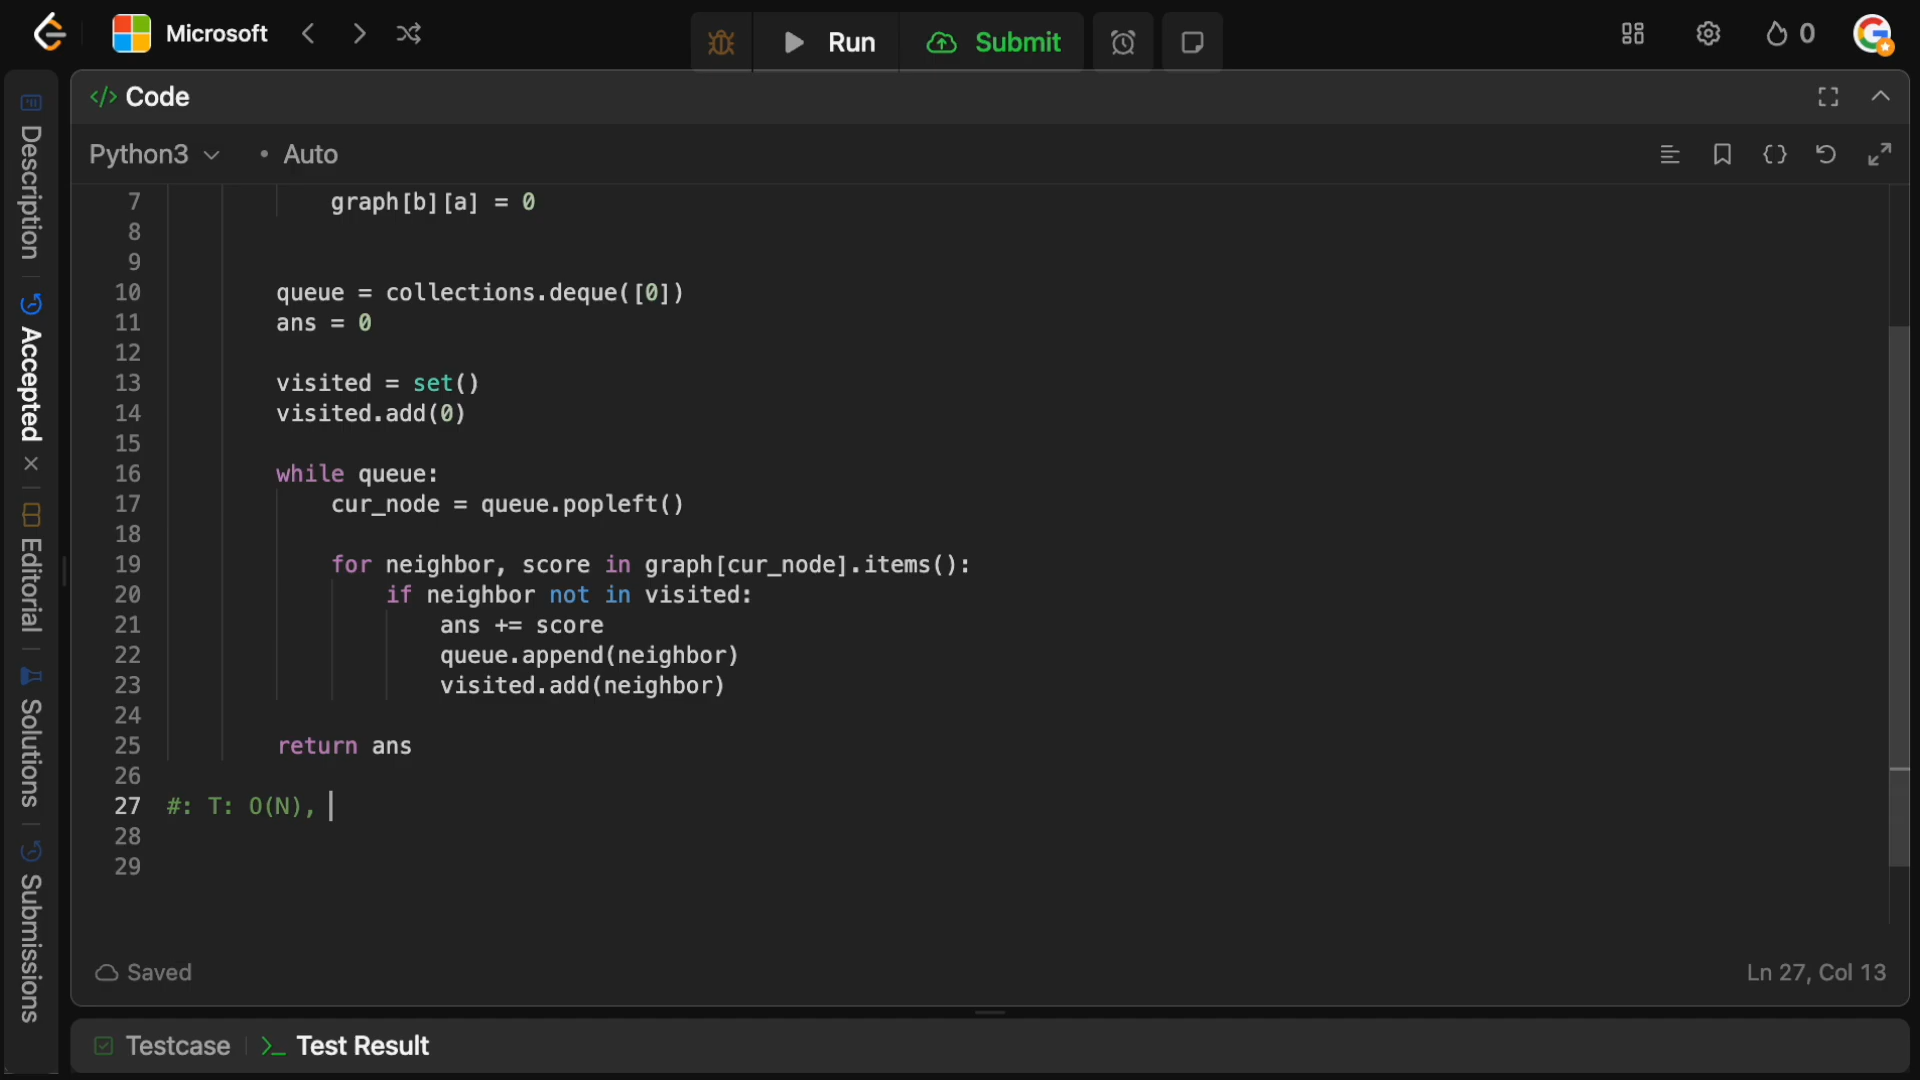 Microsoft
Run
Submit
0
</> Code
Python3
• Auto
Description
Accepted
Editorial
Solutions
Submissions
7 graph[b][a] = 0
8
9
10 queue = collections.deque([0])
11 ans = 0
12
13 visited = set()
14 visited.add(0)
15
16 while queue:
17 cur_node = queue.popleft()
18
19 for neighbor, score in graph[cur_node].items():
20 if neighbor not in visited:
21 ans += score
22 queue.append(neighbor)
23 visited.add(neighbor)
24
25 return ans
26
27 #: T: O(N),
28
29
Saved
Ln 27, Col 13
Testcase
>_ Test Result